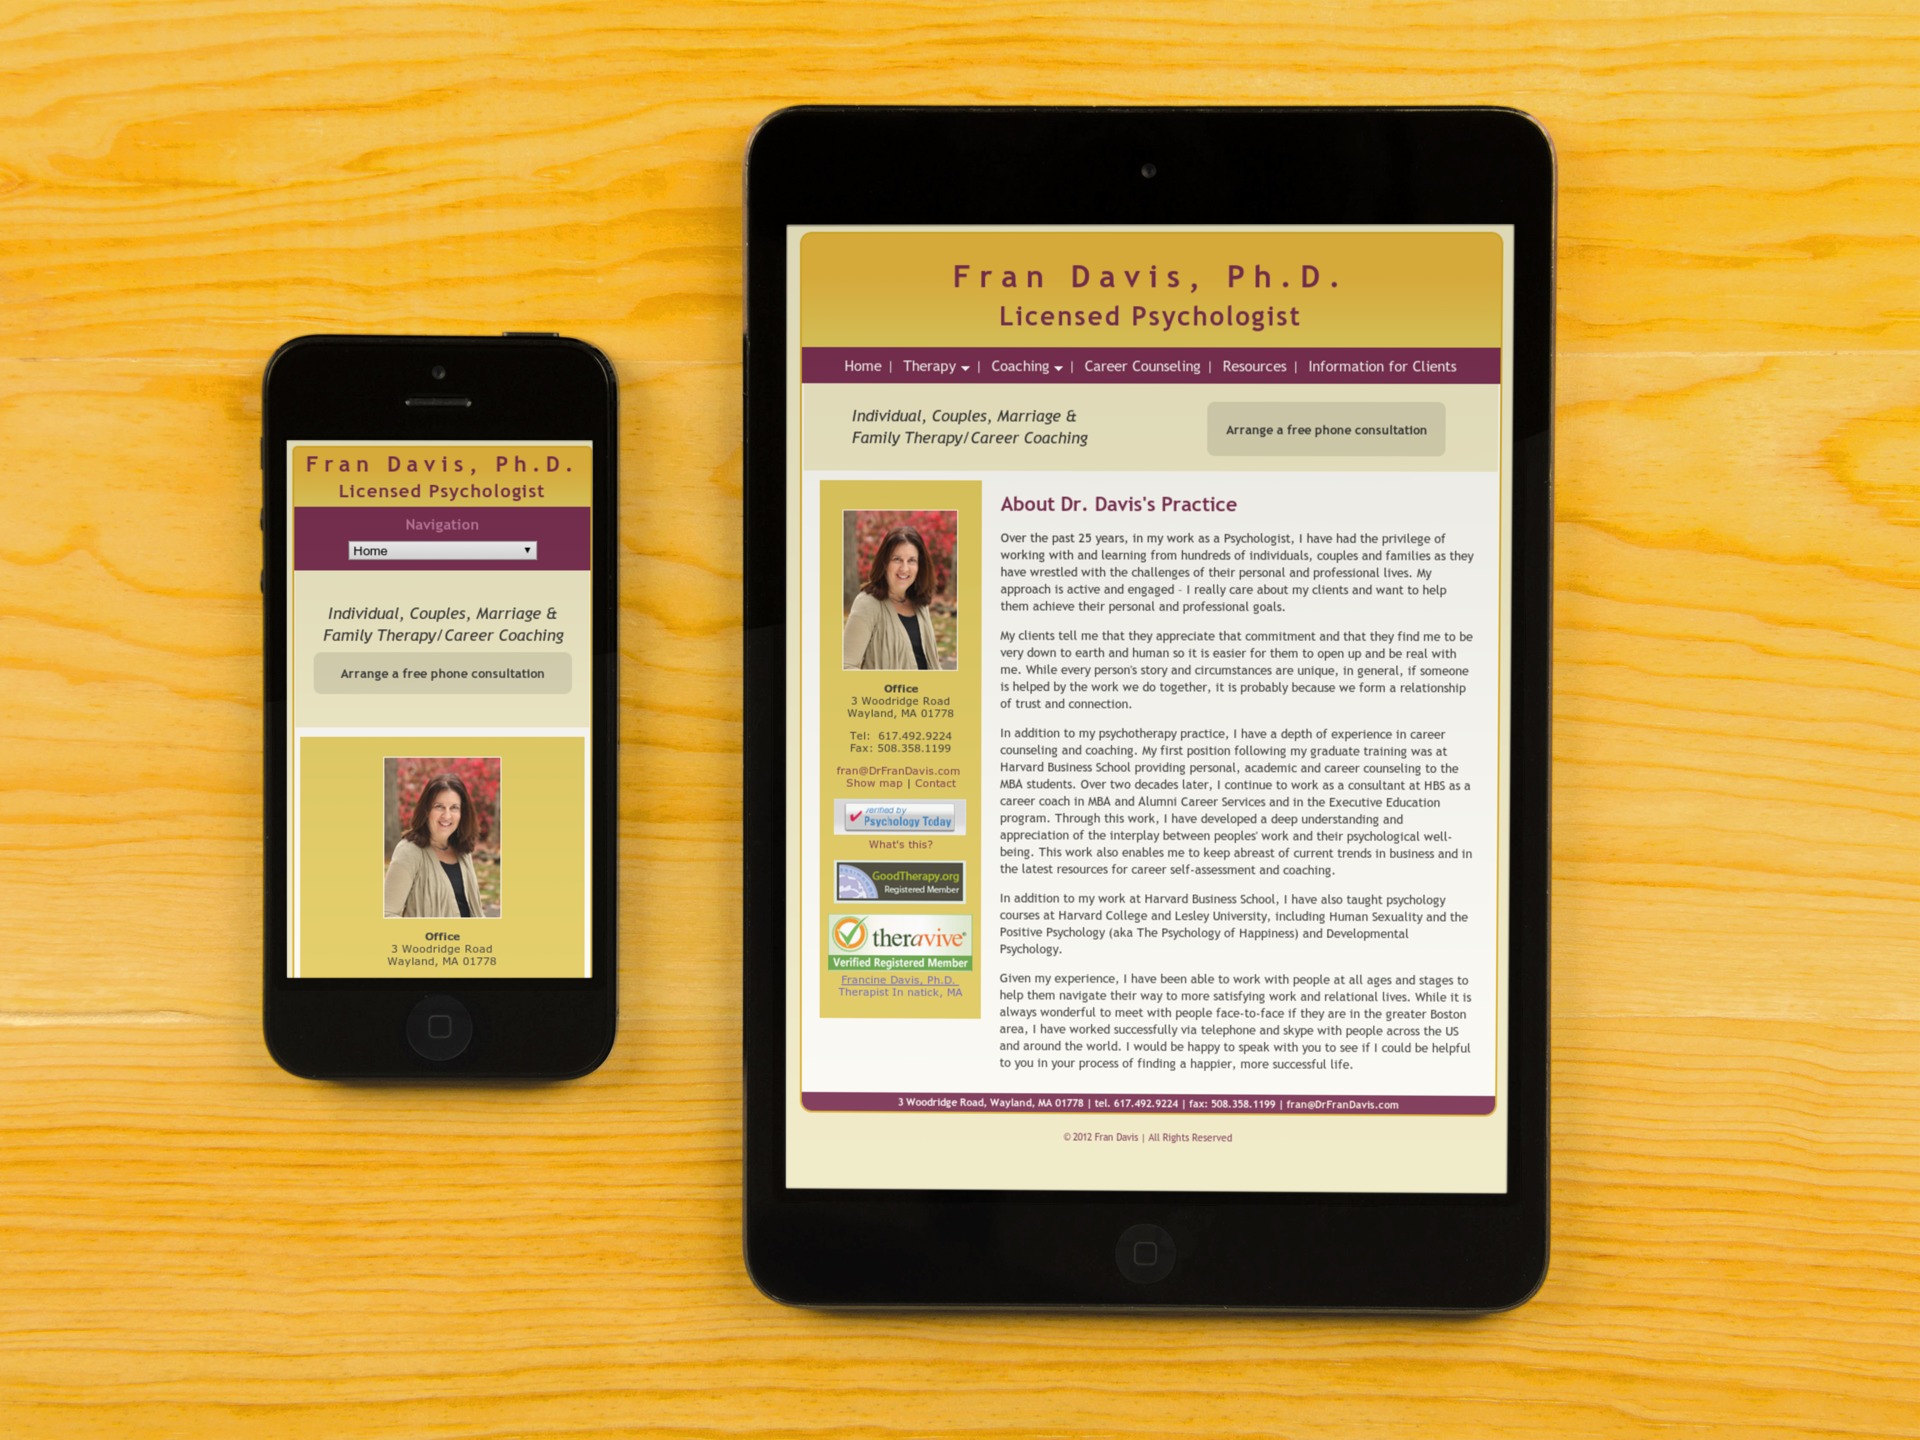 Fran Davis, Ph.D.
Licensed Psychologist
Navigation
Home
Individual, Couples, Marriage &
Family Therapy/Career Coaching
Arrange a free phone consultation
Office
3 Woodridge Road
Wayland, MA 01778
Fran Davis, Ph.D.
Licensed Psychologist
Home | Therapy | Coaching | Career Counseling | Resources | Information for Clients
Individual, Couples, Marriage &
Family Therapy/Career Coaching
Arrange a free phone consultation
Office
3 Woodridge Road
Wayland, MA 01778
Tel: 617.492.9224
Fax: 508.358.1199
fran@DrFranDavis.com
Show map | Contact
verified by
Psychology Today
What's this?
GoodTherapy.org
Registered Member
theravive®
Verified Registered Member
Francine Davis, Ph.D.
Therapist In natick, MA
About Dr. Davis's Practice
Over the past 25 years, in my work as a Psychologist, I have had the privilege of
working with and learning from hundreds of individuals, couples and families as they
have wrestled with the challenges of their personal and professional lives. My
approach is active and engaged - I really care about my clients and want to help
them achieve their personal and professional goals.
My clients tell me that they appreciate that commitment and that they find me to be
very down to earth and human so it is easier for them to open up and be real with
me. While every person's story and circumstances are unique, in general, if someone
is helped by the work we do together, it is probably because we form a relationship
of trust and connection.
In addition to my psychotherapy practice, I have a depth of experience in career
counseling and coaching. My first position following my graduate training was at
Harvard Business School providing personal, academic and career counseling to the
MBA students. Over two decades later, I continue to work as a consultant at HBS as a
career coach in MBA and Alumni Career Services and in the Executive Education
program. Through this work, I have developed a deep understanding and
appreciation of the interplay between peoples' work and their psychological well-
being. This work also enables me to keep abreast of current trends in business and in
the latest resources for career self-assessment and coaching.
In addition to my work at Harvard Business School, I have also taught psychology
courses at Harvard College and Lesley University, including Human Sexuality and the
Positive Psychology (aka The Psychology of Happiness) and Developmental
Psychology.
Given my experience, I have been able to work with people at all ages and stages to
help them navigate their way to more satisfying work and relational lives. While it is
always wonderful to meet with people face-to-face if they are in the greater Boston
area, I have worked successfully via telephone and skype with people across the US
and around the world. I would be happy to speak with you to see if I could be helpful
to you in your process of finding a happier, more successful life.
3 Woodridge Road, Wayland, MA 01778 | tel. 617.492.9224 | fax: 508.358.1199 | fran@DrFranDavis.com
© 2012 Fran Davis | All Rights Reserved